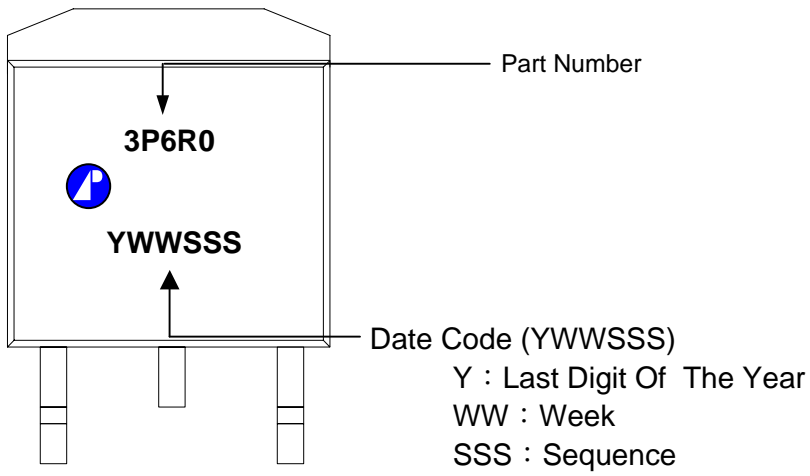 Part Number
3P6R0
YWWSSS
Date Code (YWWSSS)
Y：Last Digit Of The Year
WW：Week
SSS：Sequence